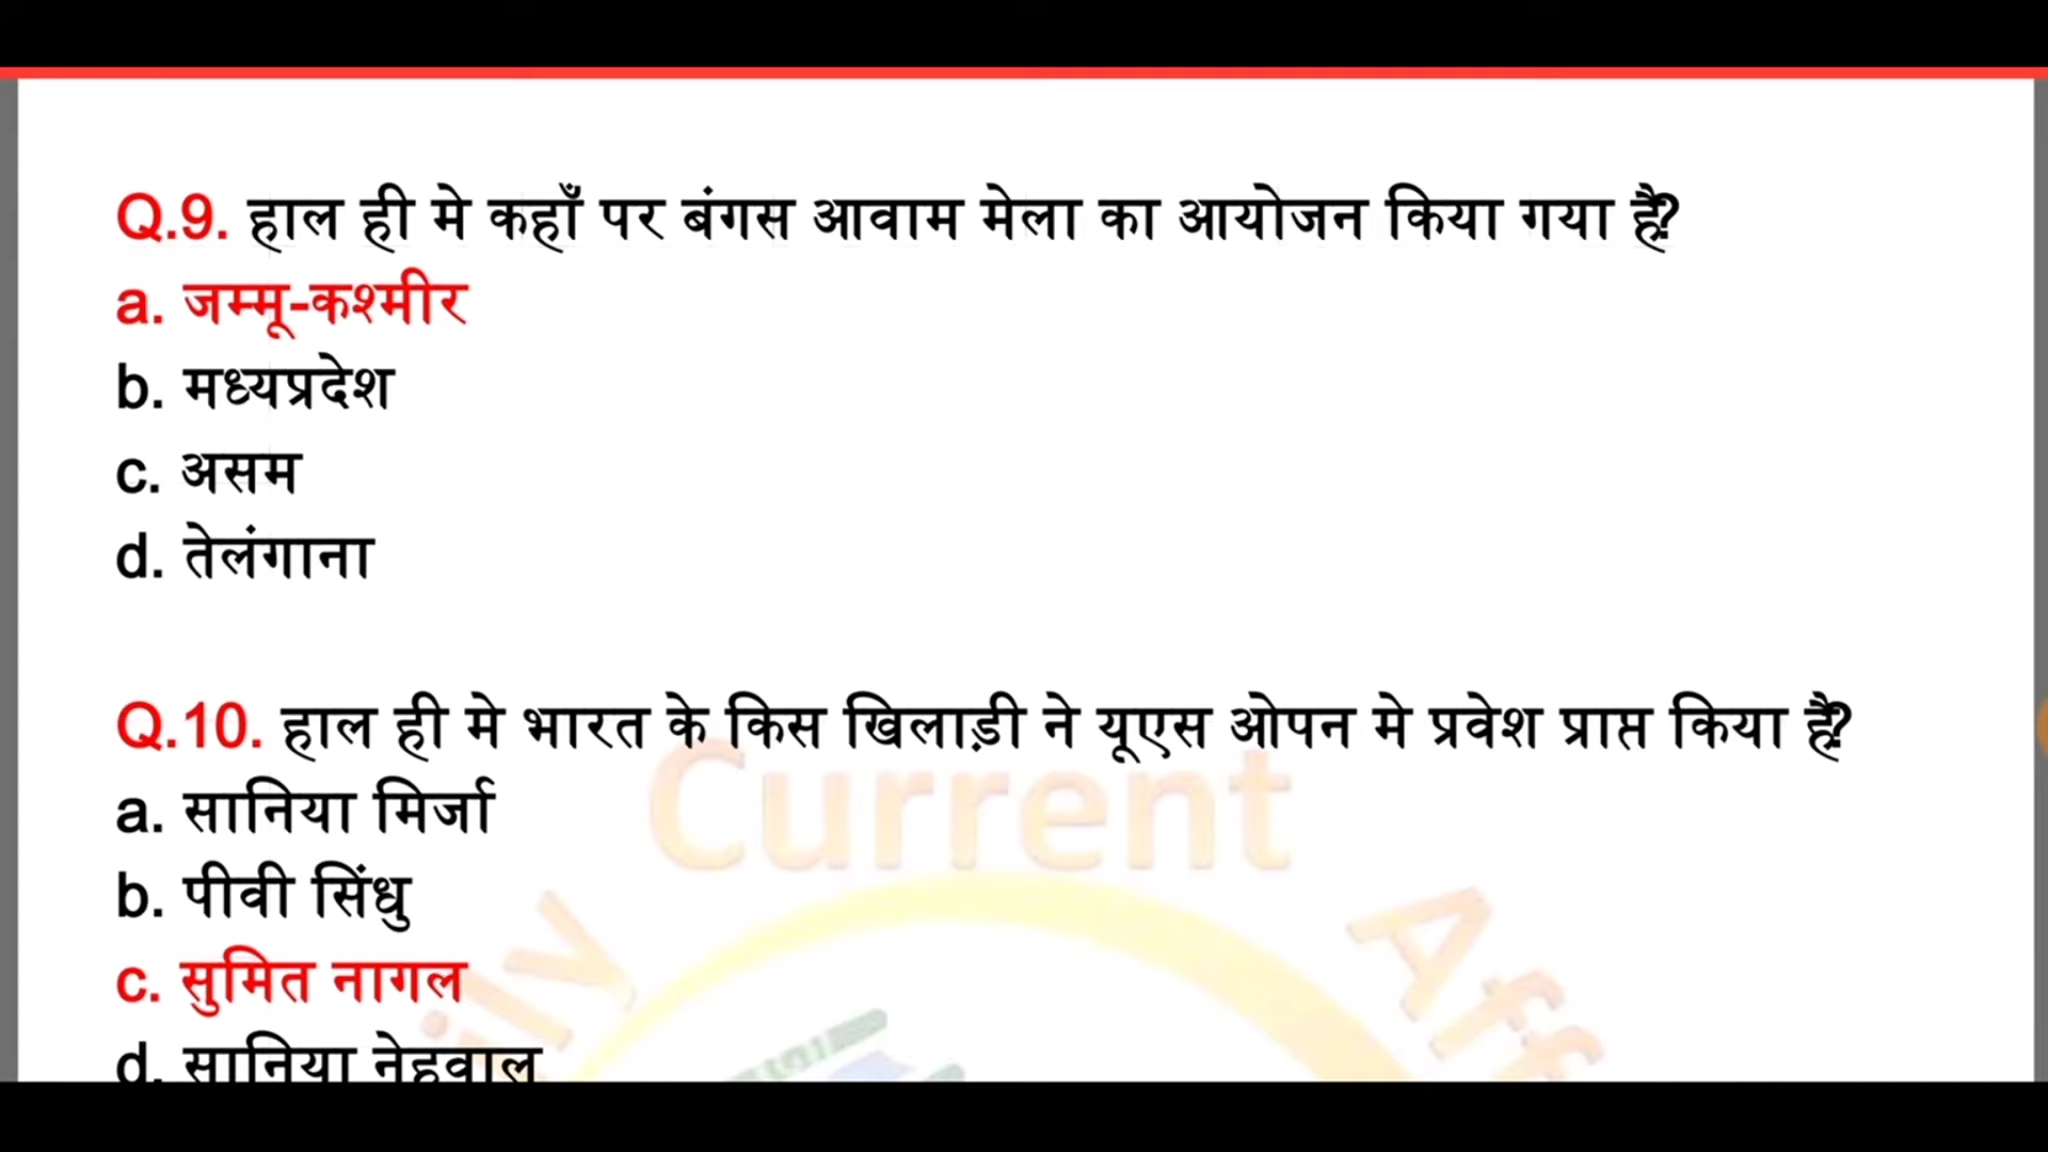 Q.9. हाल ही मे कहाँ पर बंगस आवाम मेला का आयोजन किया गया है?
a. जम्मू-कश्मीर
b. मध्यप्रदेश
c. असम
d. तेलंगाना
Q.10. हाल ही मे भारत के किस खिलाड़ी ने यूएस ओपन मे प्रवेश प्राप्त किया है?
Current
a. सानिया मिर्जा
b. पीवी सिंधु
c. सुमित नागल
d. सानिया नेहवाल